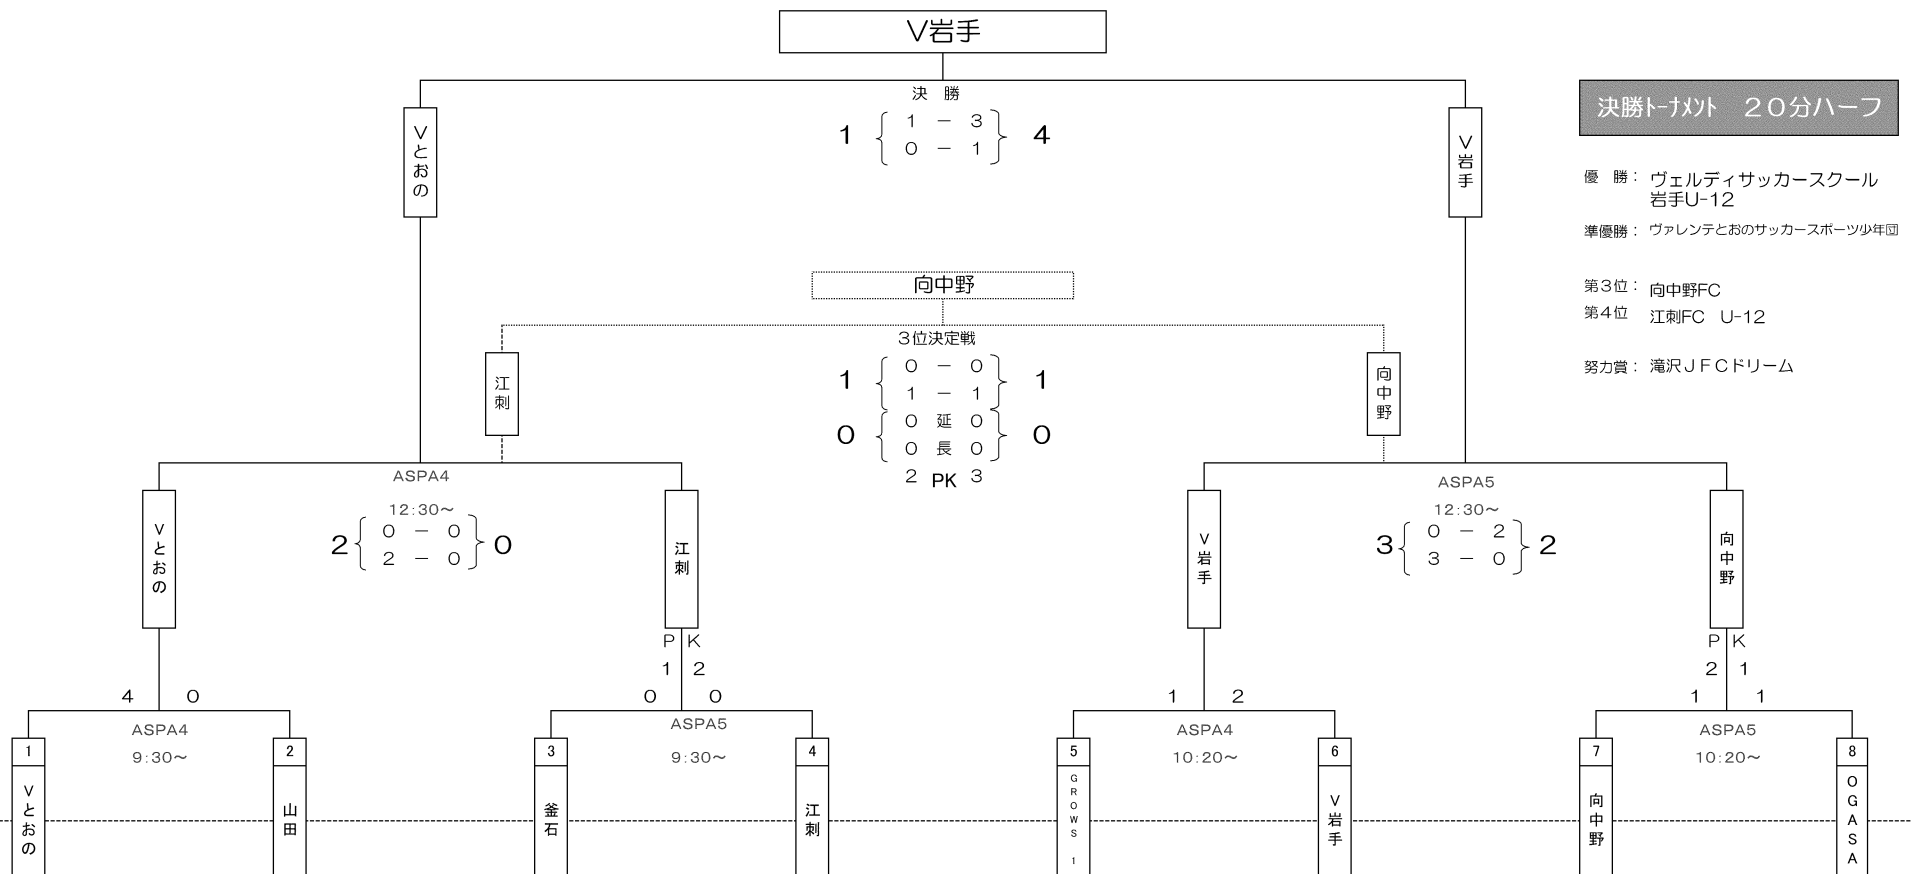 V岩手
決　勝
1 1 － 3 4
0 － 1
Vとおの
V岩手
決勝ﾄｰﾅﾒﾝﾄ　２０分ハーフ
優　勝： ヴェルディサッカースクール
岩手U-12
準優勝： ヴァレンテとおのサッカースポーツ少年団
第３位： 向中野FC
第４位 江刺FC　U-12
努力賞： 滝沢ＪＦＣドリーム
向中野
３位決定戦
1 0 － 0 1
1 － 1
0 0 延 0 0
0 長 0
2 PK 3
江刺
向中野
ASPA4
12:30～
2 0 － 0 0
2 － 0
ASPA5
12:30～
3 0 － 2 2
3 － 0
Vとおの
江刺
V岩手
向中野
4 0
P K
1 2
0 0
1 2
P K
2 1
1 1
ASPA4
9:30～
ASPA5
9:30～
ASPA4
10:20～
ASPA5
10:20～
1
Vとおの
2
山田
3
釜石
4
江刺
5
GROWS 1
6
V岩手
7
向中野
8
OGASA